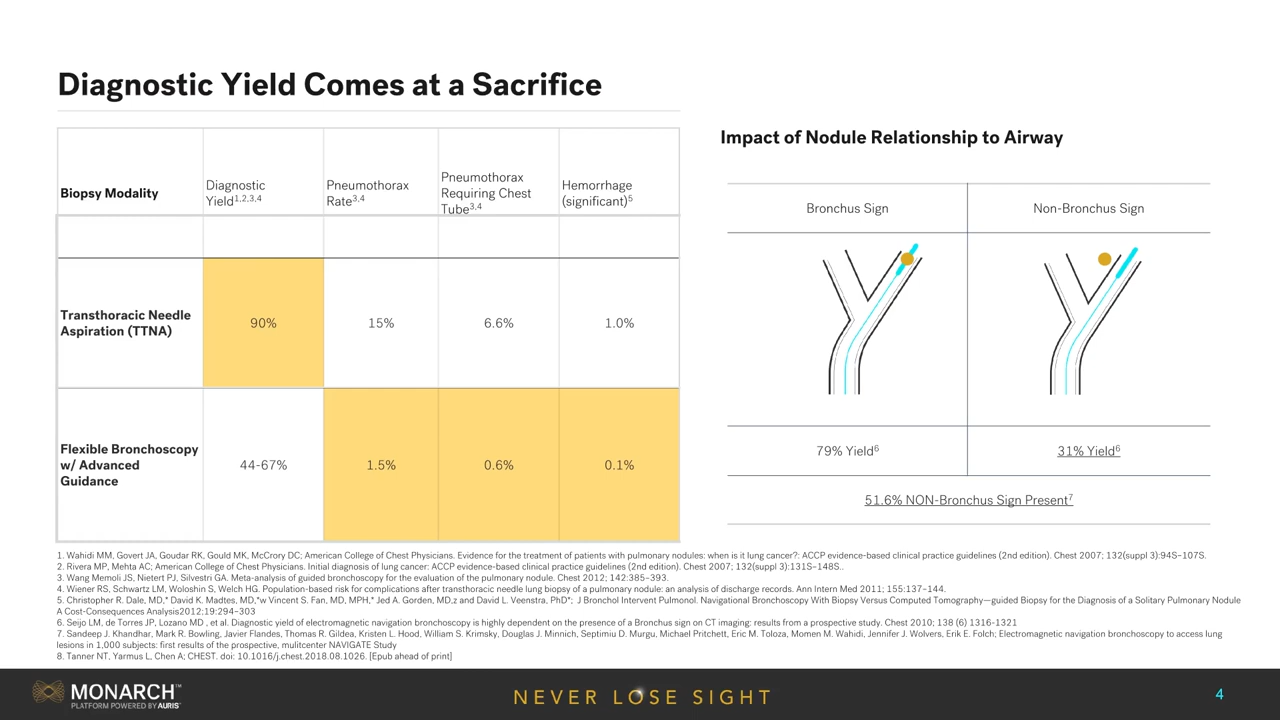 Diagnostic Yield Comes at a Sacrifice
Biopsy Modality
Diagnostic
Yield1,2,3,4
Pneumothorax
Rate3,4
Pneumothorax
Requiring Chest
Tube3,4
Hemorrhage
(significant)5
Transthoracic Needle
Aspiration (TTNA)
90%
15%
6.6%
1.0%
Flexible Bronchoscopy
w/ Advanced
Guidance
44-67%
1.5%
0.6%
0.1%
Impact of Nodule Relationship to Airway
Bronchus Sign
Non-Bronchus Sign
79% Yield6
31% Yield6
51.6% NON-Bronchus Sign Present7
1. Wahidi MM, Govert JA, Goudar RK, Gould MK, McCrory DC; American College of Chest Physicians. Evidence for the treatment of patients with pulmonary nodules: when is it lung cancer?: ACCP evidence-based clinical practice guidelines (2nd edition). Chest 2007; 132(suppl 3):94S–107S.
2. Rivera MP, Mehta AC; American College of Chest Physicians. Initial diagnosis of lung cancer: ACCP evidence-based clinical practice guidelines (2nd edition). Chest 2007; 132(suppl 3):131S–148S..
3. Wang Memoli JS, Nietert PJ, Silvestri GA. Meta-analysis of guided bronchoscopy for the evaluation of the pulmonary nodule. Chest 2012; 142:385–393.
4. Wiener RS, Schwartz LM, Woloshin S, Welch HG. Population-based risk for complications after transthoracic needle lung biopsy of a pulmonary nodule: an analysis of discharge records. Ann Intern Med 2011; 155:137–144.
5. Christopher R. Dale, MD,* David K. Madtes, MD,*w Vincent S. Fan, MD, MPH,* Jed A. Gorden, MD,z and David L. Veenstra, PhD*; J Bronchol Intervent Pulmonol. Navigational Bronchoscopy With Biopsy Versus Computed Tomography—guided Biopsy for the Diagnosis of a Solitary Pulmonary Nodule
A Cost-Consequences Analysis2012;19:294–303
6. Seijo LM, de Torres JP, Lozano MD , et al. Diagnostic yield of electromagnetic navigation bronchoscopy is highly dependent on the presence of a Bronchus sign on CT imaging: results from a prospective study. Chest 2010; 138 (6) 1316-1321
7. Sandeep J. Khandhar, Mark R. Bowling, Javier Flandes, Thomas R. Gildea, Kristen L. Hood, William S. Krimsky, Douglas J. Minnich, Septimiu D. Murgu, Michael Pritchett, Eric M. Toloza, Momen M. Wahidi, Jennifer J. Wolvers, Erik E. Folch; Electromagnetic navigation bronchoscopy to access lung
lesions in 1,000 subjects: first results of the prospective, mulitcenter NAVIGATE Study
8. Tanner NT, Yarmus L, Chen A; CHEST. doi: 10.1016/j.chest.2018.08.1026. [Epub ahead of print]
MONARCH™
PLATFORM POWERED BY AURIS™
NEVER LOSE SIGHT
4